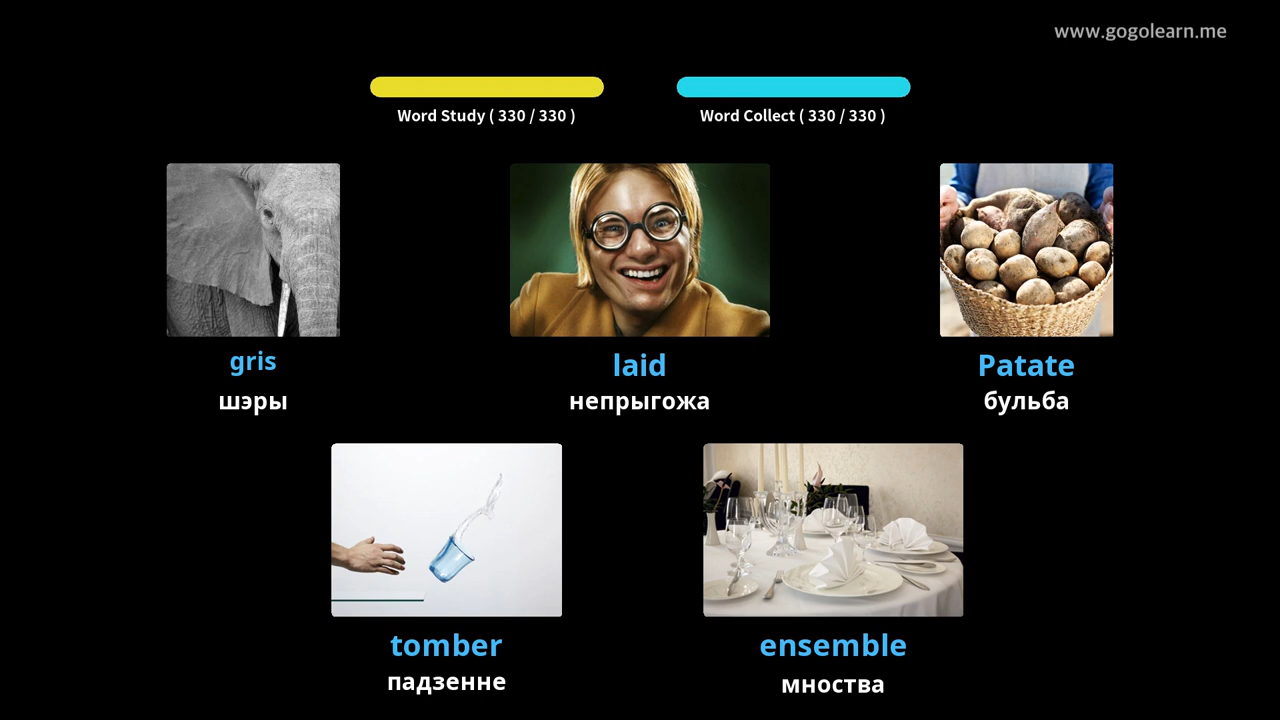 www.gogolearn.me
Word Study ( 330 / 330 )
Word Collect ( 330 / 330 )
gris
шэры
laid
непрыгожа
Patate
бульба
tomber
падзенне
ensemble
мноства